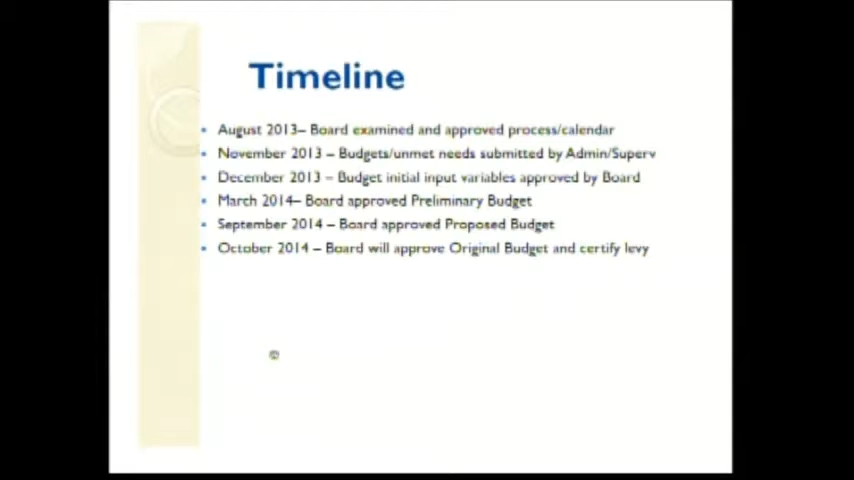 Timeline
August 2013– Board examined and approved process/calendar
November 2013 – Budgets/unmet needs submitted by Admin/Superv
December 2013 – Budget initial input variables approved by Board
March 2014– Board approved Preliminary Budget
September 2014 – Board approved Proposed Budget
October 2014 – Board will approve Original Budget and certify levy